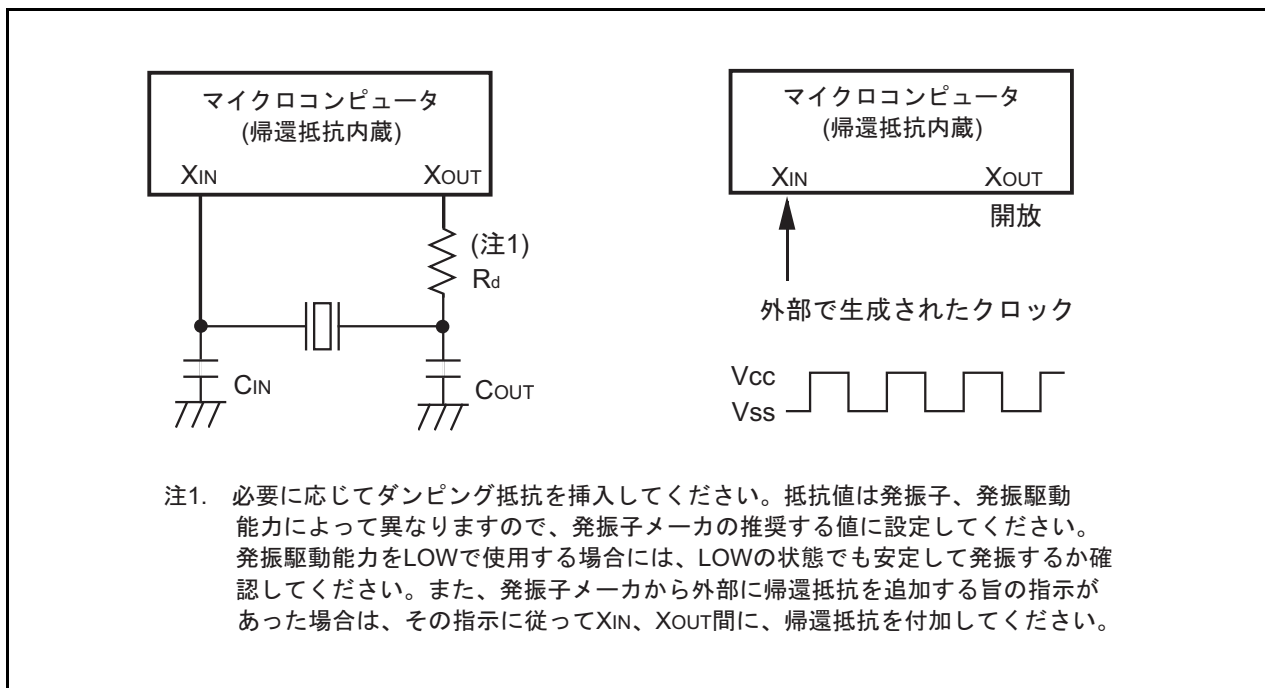 マイクロコンピュータ
(帰還抵抗内蔵)
XIN
XOUT
(注1)
Rd
CIN
COUT
マイクロコンピュータ
(帰還抵抗内蔵)
XIN
XOUT
開放
外部で生成されたクロック
Vcc
Vss
注1. 必要に応じてダンピング抵抗を挿入してください。抵抗値は発振子、発振駆動
能力によって異なりますので、発振子メーカの推奨する値に設定してください。
発振駆動能力をLOWで使用する場合には、LOWの状態でも安定して発振するか確
認してください。また、発振子メーカから外部に帰還抵抗を追加する旨の指示が
あった場合は、その指示に従ってXIN、XOUT間に、帰還抵抗を付加してください。